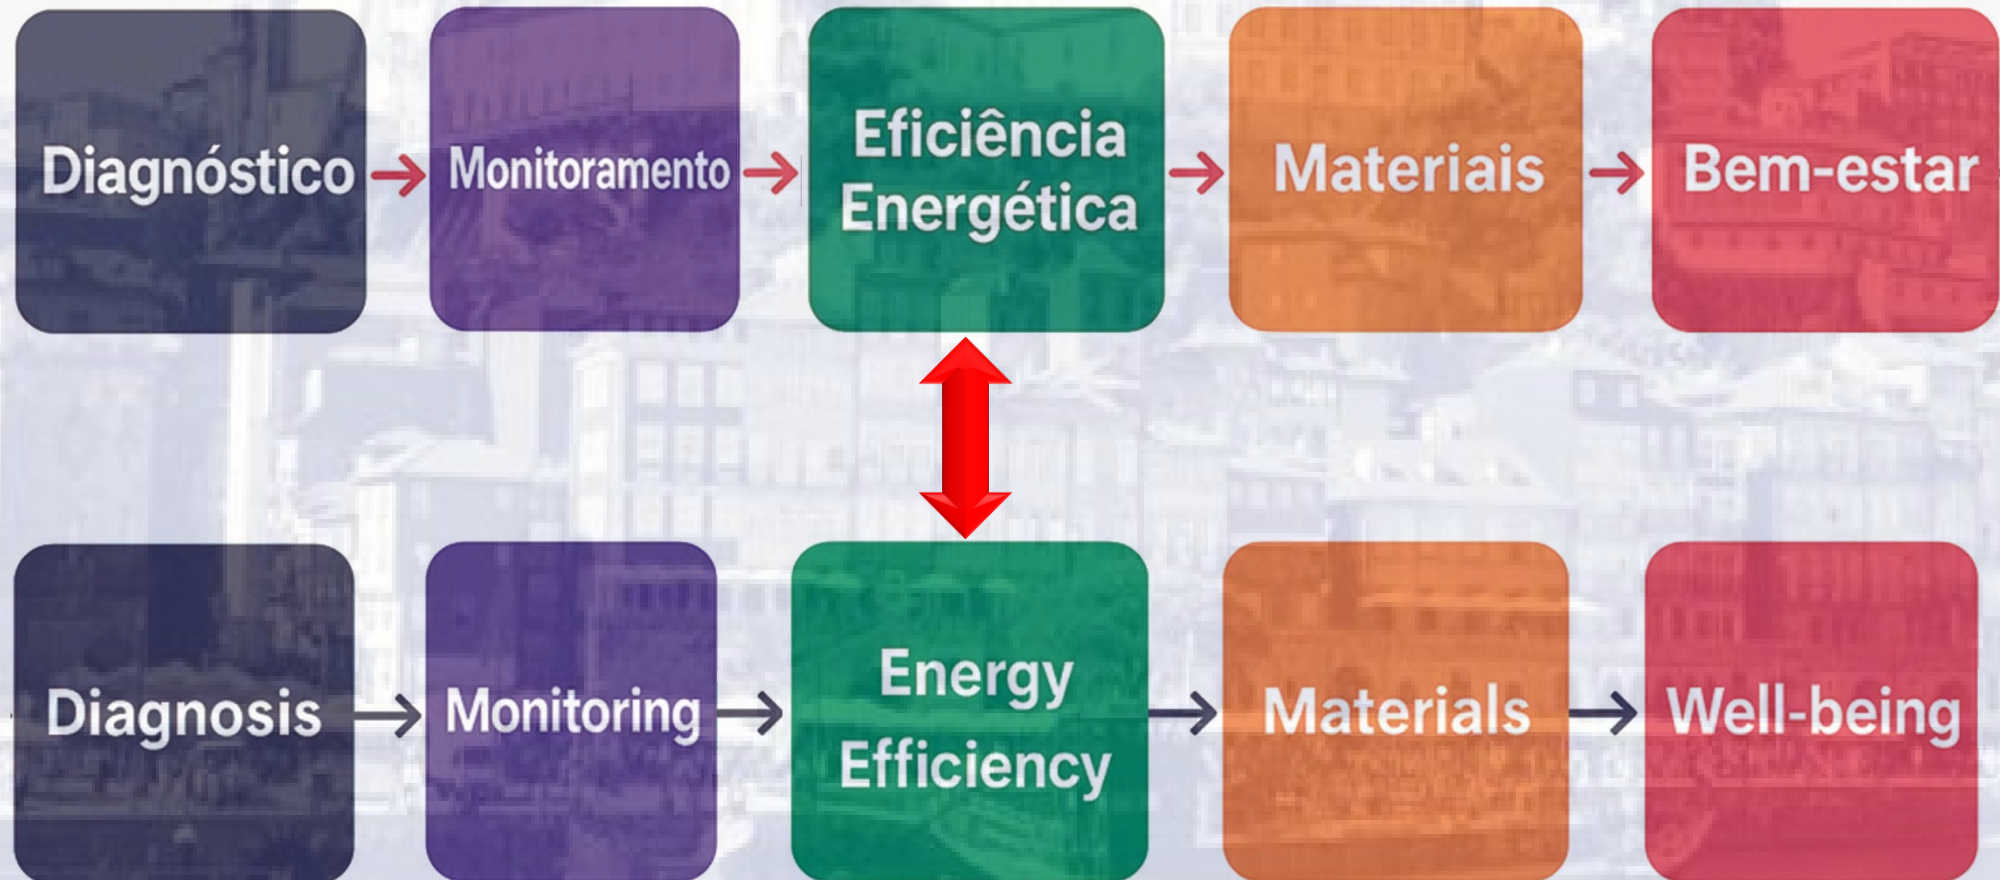 Diagnóstico
Monitoramento
Eficiência
Energética
Materiais
Bem-estar
Diagnosis
Monitoring
Energy
Efficiency
Materials
Well-being